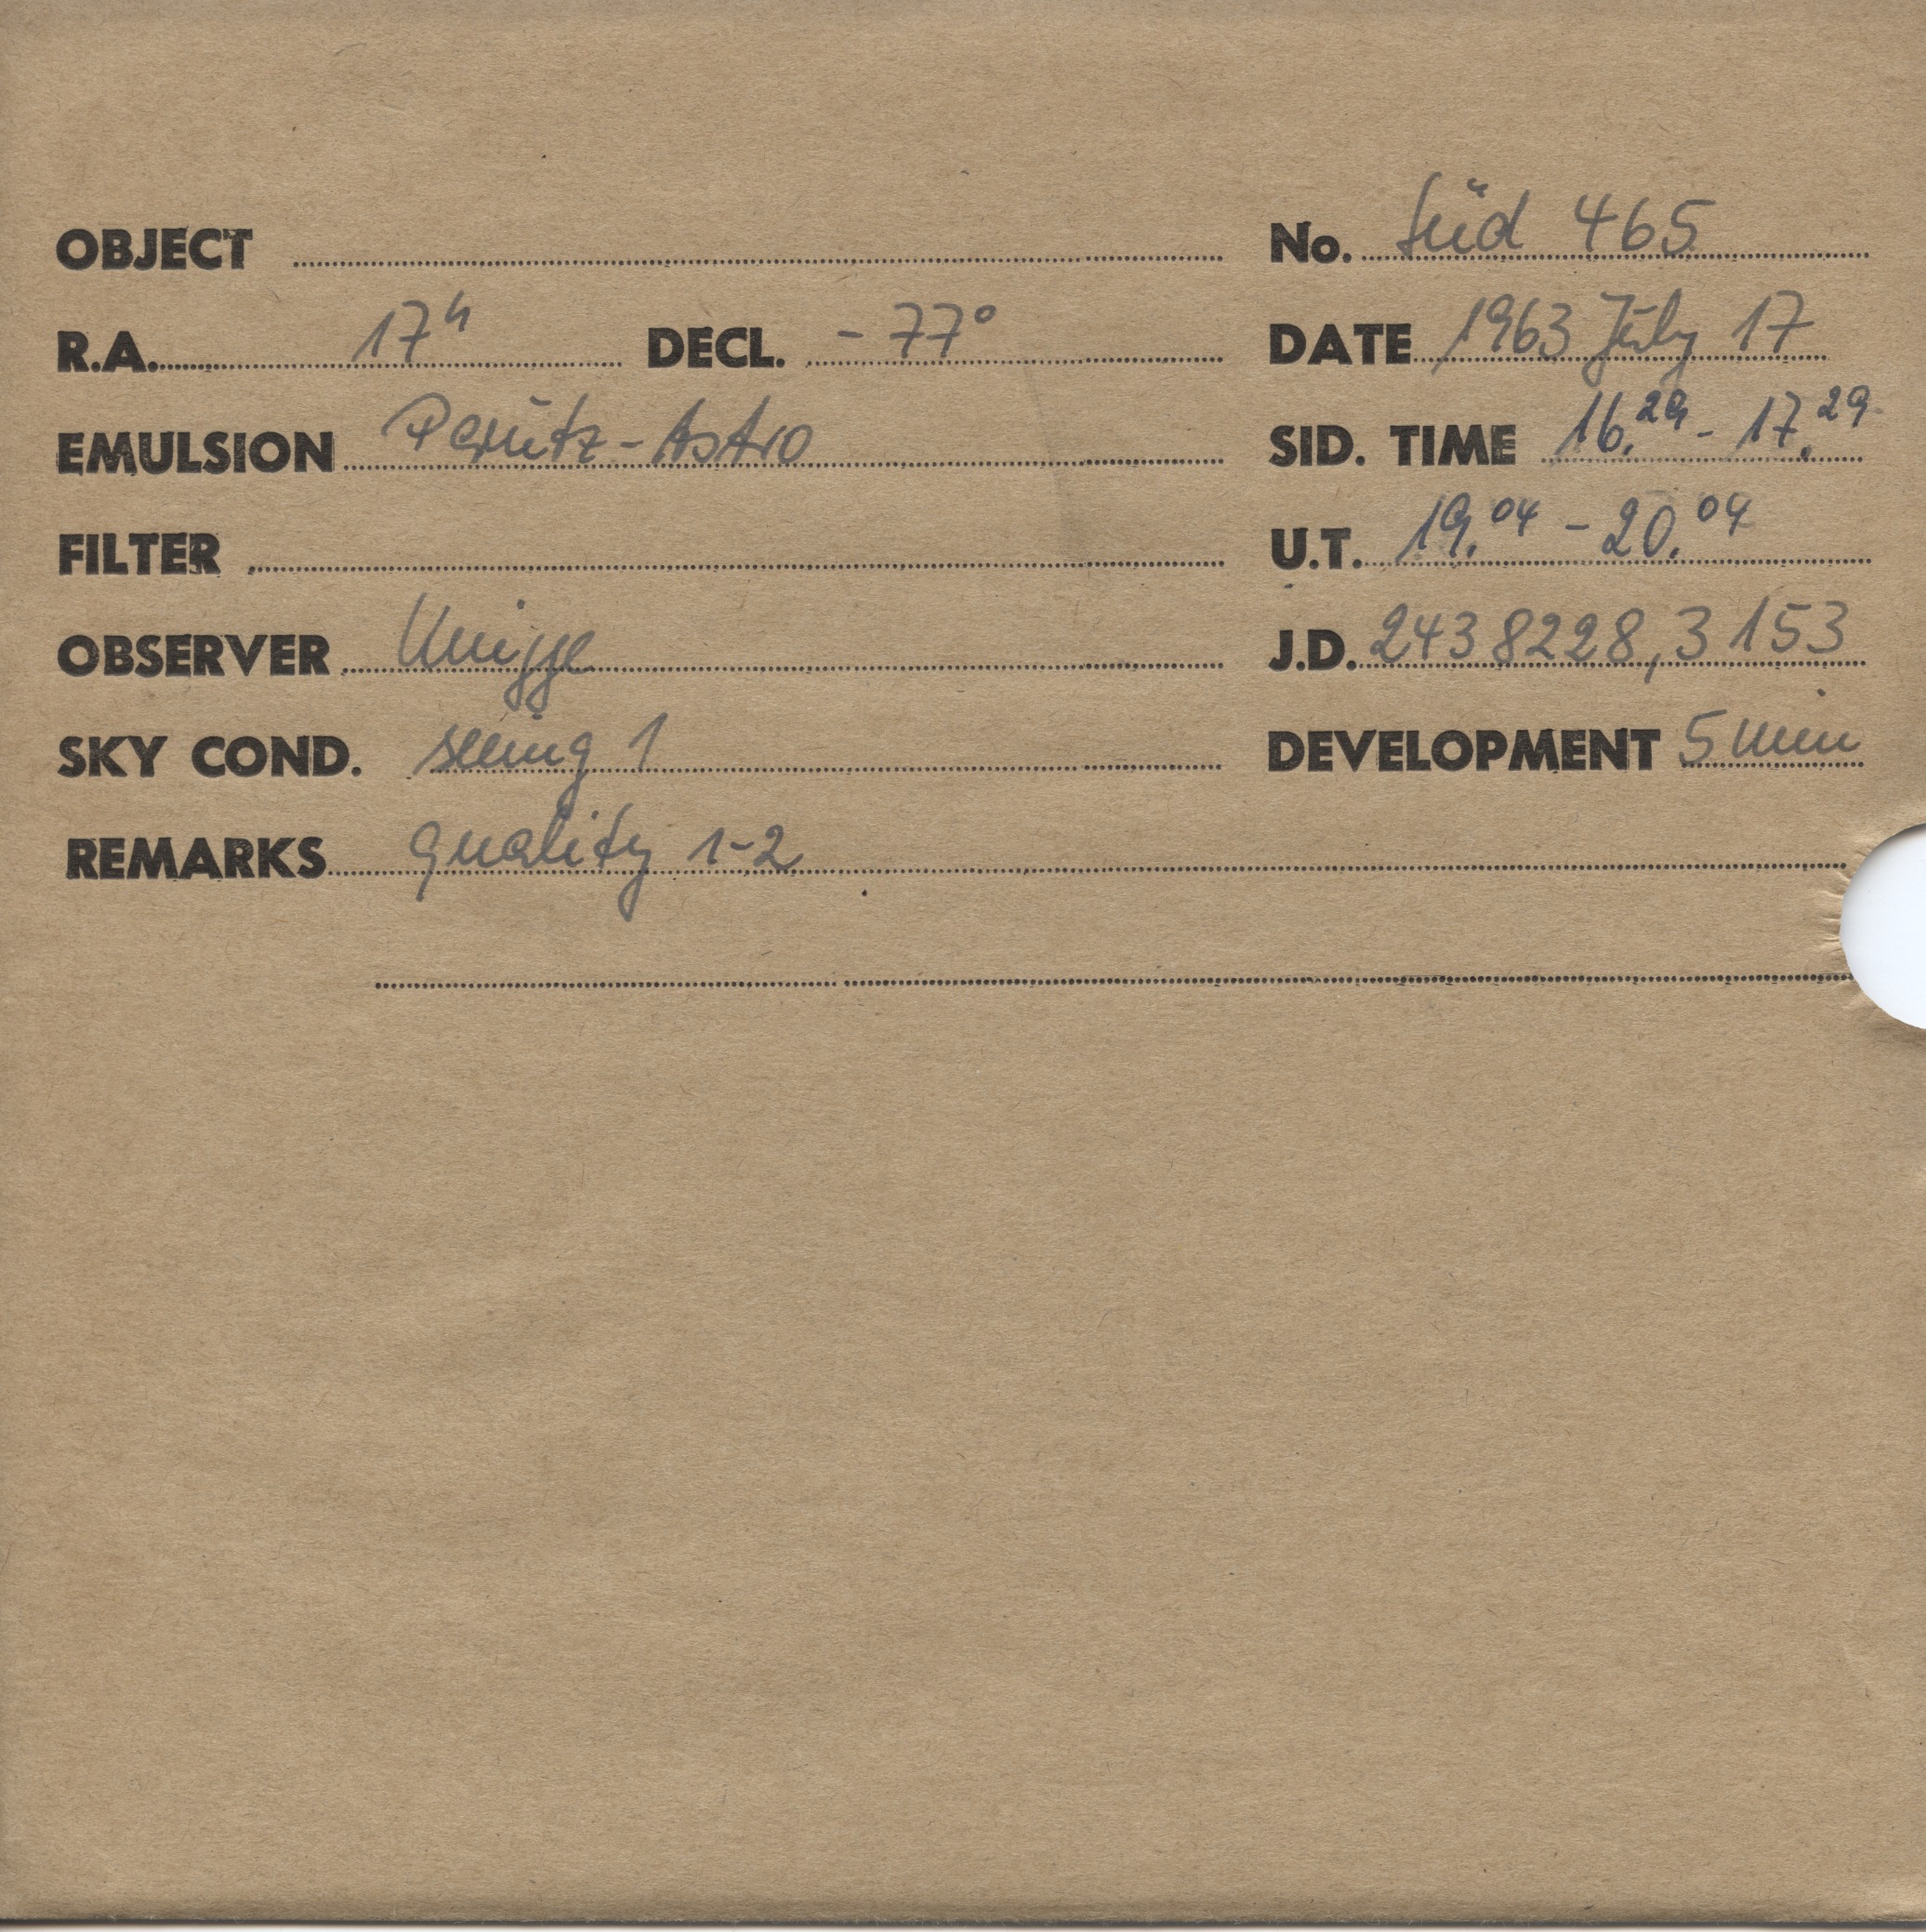 OBJECT No. Süd 465
R.A. 17h DECL. - 77° DATE 1963 July 17
EMULSION Perutz-Astro SID. TIME 16.29 - 17.29
FILTER U.T. 19.04 - 20.04
OBSERVER Knigge J.D. 2438228,3153
SKY COND. seeing 1 DEVELOPMENT 5 min
REMARKS quality 1-2